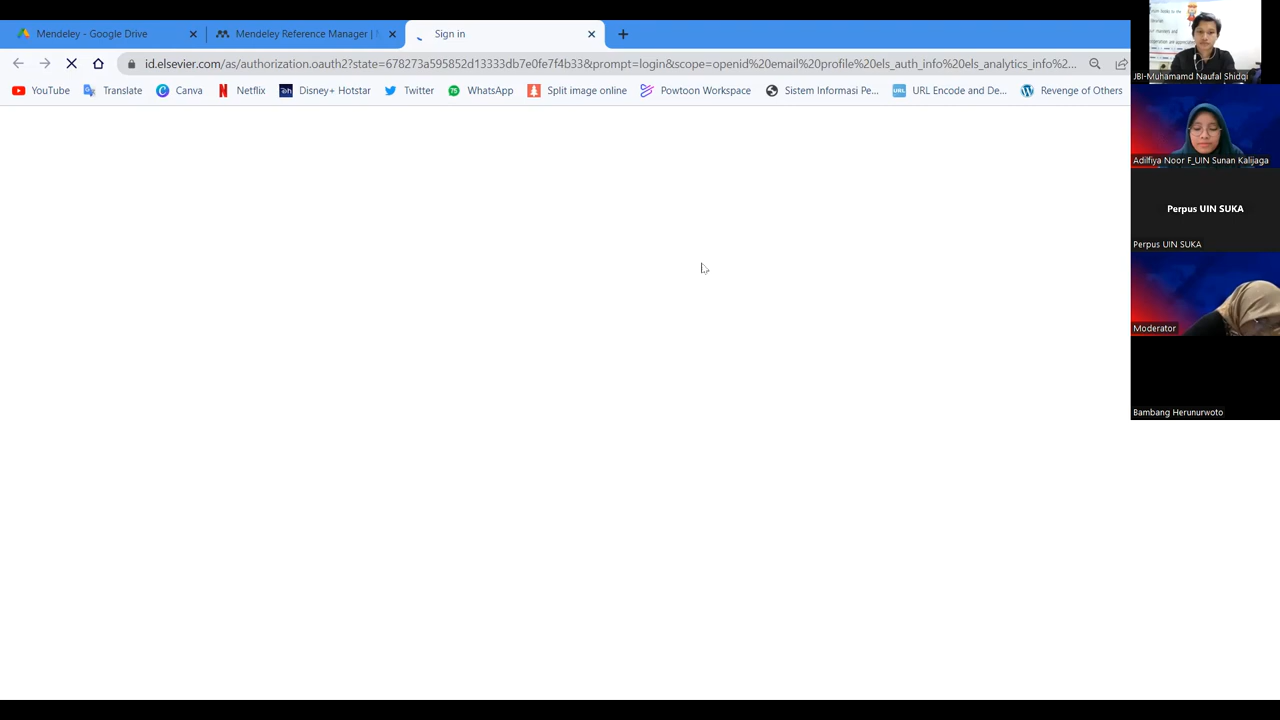 Mendeley - Google Drive
Mendeley Reference Manager |
Sign in
id.elsevier.com/as/authorization.oauth2?state=
&prompt=login&scope=openid%20email%20profile%20els_auth_info%20els_analytics_info%2...
YouTube
Translate
Canva
Netflix
Disney+ Hotstar
Twitter
WhatsApp
Split image online
Powtoon Workspace
Sistem Informasi Pe...
URL Encode and De...
Revenge of Others
JBI-Muhamamd Naufal Shidqi
Adilfiya Noor F_UIN Sunan Kalijaga
Perpus UIN SUKA
Perpus UIN SUKA
Moderator
Bambang Herunurwoto